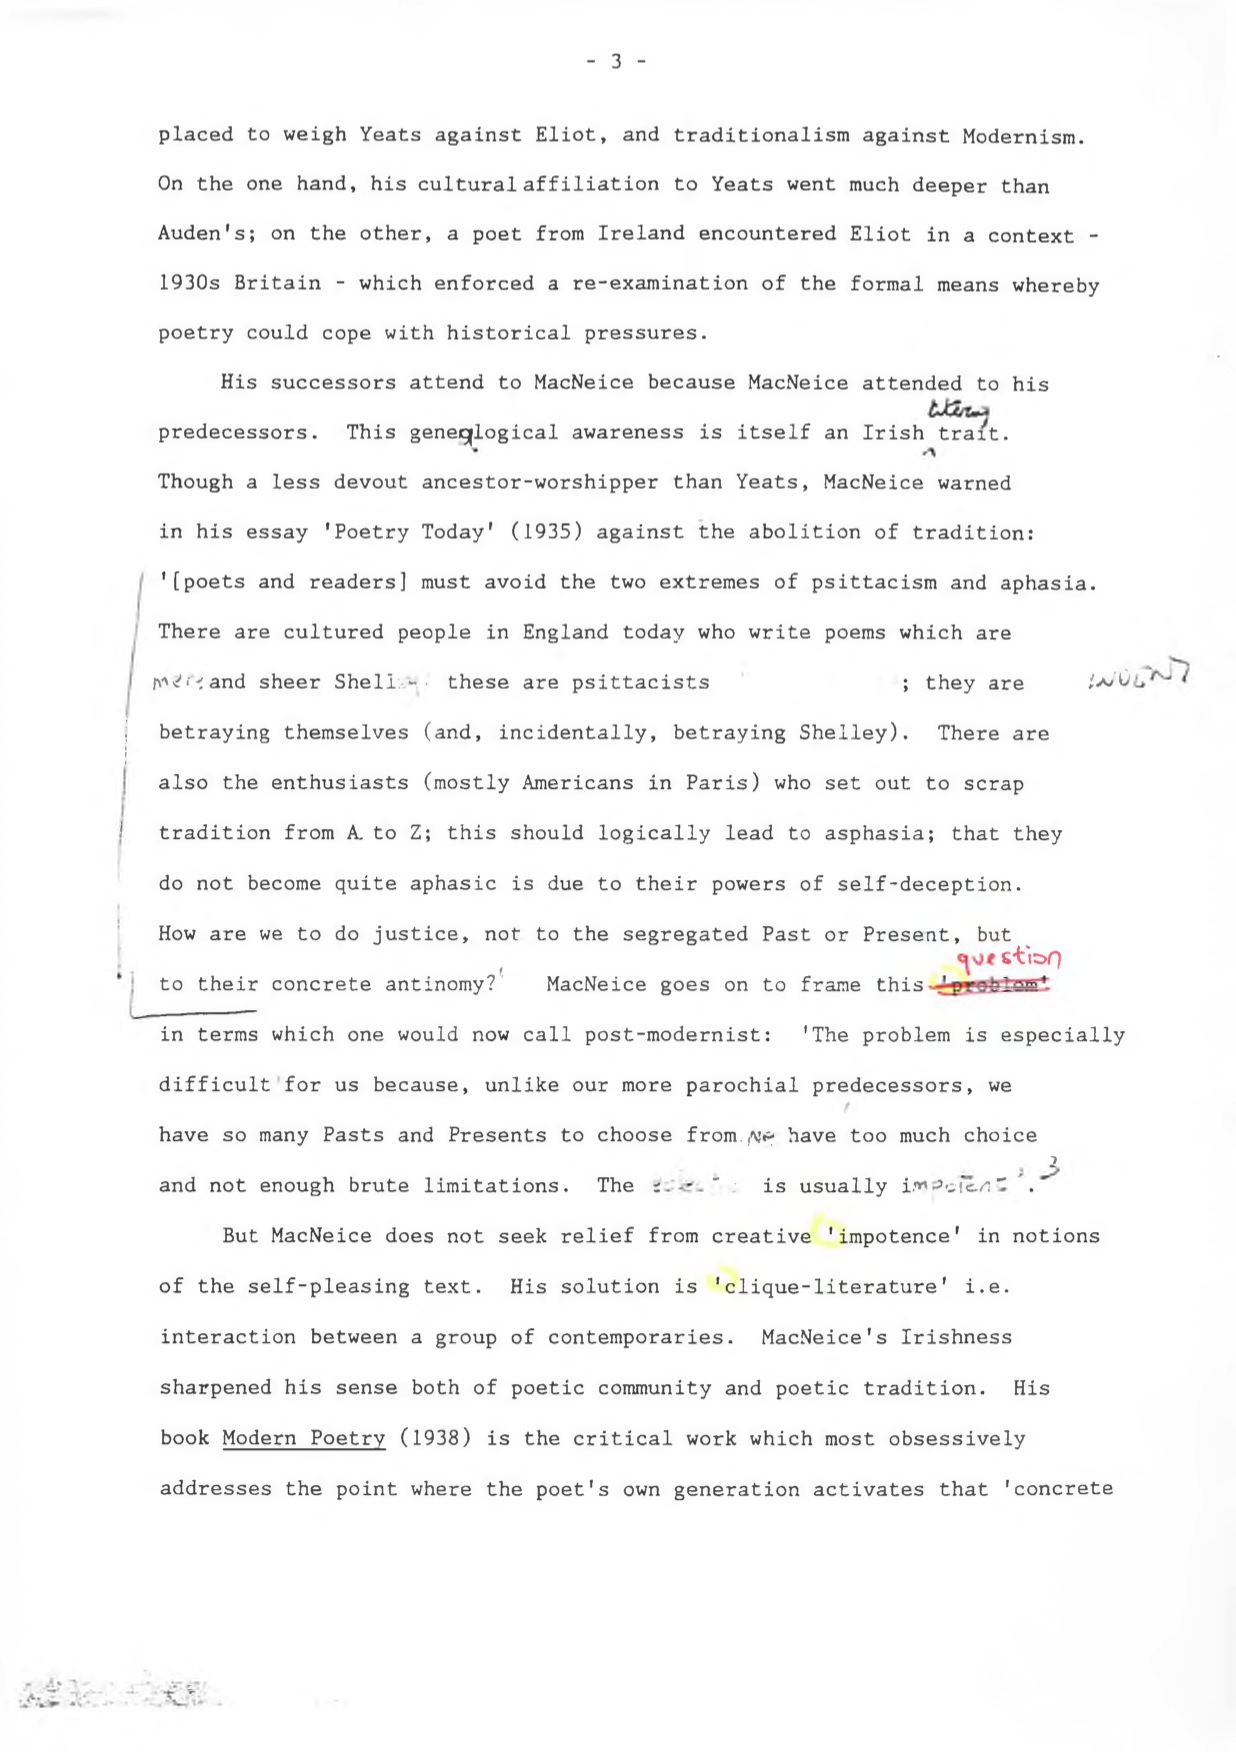 - 3 -
placed to weigh Yeats against Eliot, and traditionalism against Modernism.
On the one hand, his cultural affiliation to Yeats went much deeper than
Auden's; on the other, a poet from Ireland encountered Eliot in a context -
1930s Britain - which enforced a re-examination of the formal means whereby
poetry could cope with historical pressures.
His successors attend to MacNeice because MacNeice attended to his
literary
predecessors. This genealogical awareness is itself an Irish trait.
Though a less devout ancestor-worshipper than Yeats, MacNeice warned
in his essay 'Poetry Today' (1935) against the abolition of tradition:
'[poets and readers] must avoid the two extremes of psittacism and aphasia.
There are cultured people in England today who write poems which are
mere and sheer Shelley these are psittacists ; they are INDENT
betraying themselves (and, incidentally, betraying Shelley). There are
also the enthusiasts (mostly Americans in Paris) who set out to scrap
tradition from A to Z; this should logically lead to asphasia; that they
do not become quite aphasic is due to their powers of self-deception.
How are we to do justice, not to the segregated Past or Present, but
question
to their concrete antinomy?' MacNeice goes on to frame this 'problem'
in terms which one would now call post-modernist: 'The problem is especially
difficult for us because, unlike our more parochial predecessors, we
have so many Pasts and Presents to choose from. We have too much choice
and not enough brute limitations. The is usually impotent'.3
But MacNeice does not seek relief from creative 'impotence' in notions
of the self-pleasing text. His solution is 'clique-literature' i.e.
interaction between a group of contemporaries. MacNeice's Irishness
sharpened his sense both of poetic community and poetic tradition. His
book Modern Poetry (1938) is the critical work which most obsessively
addresses the point where the poet's own generation activates that 'concrete